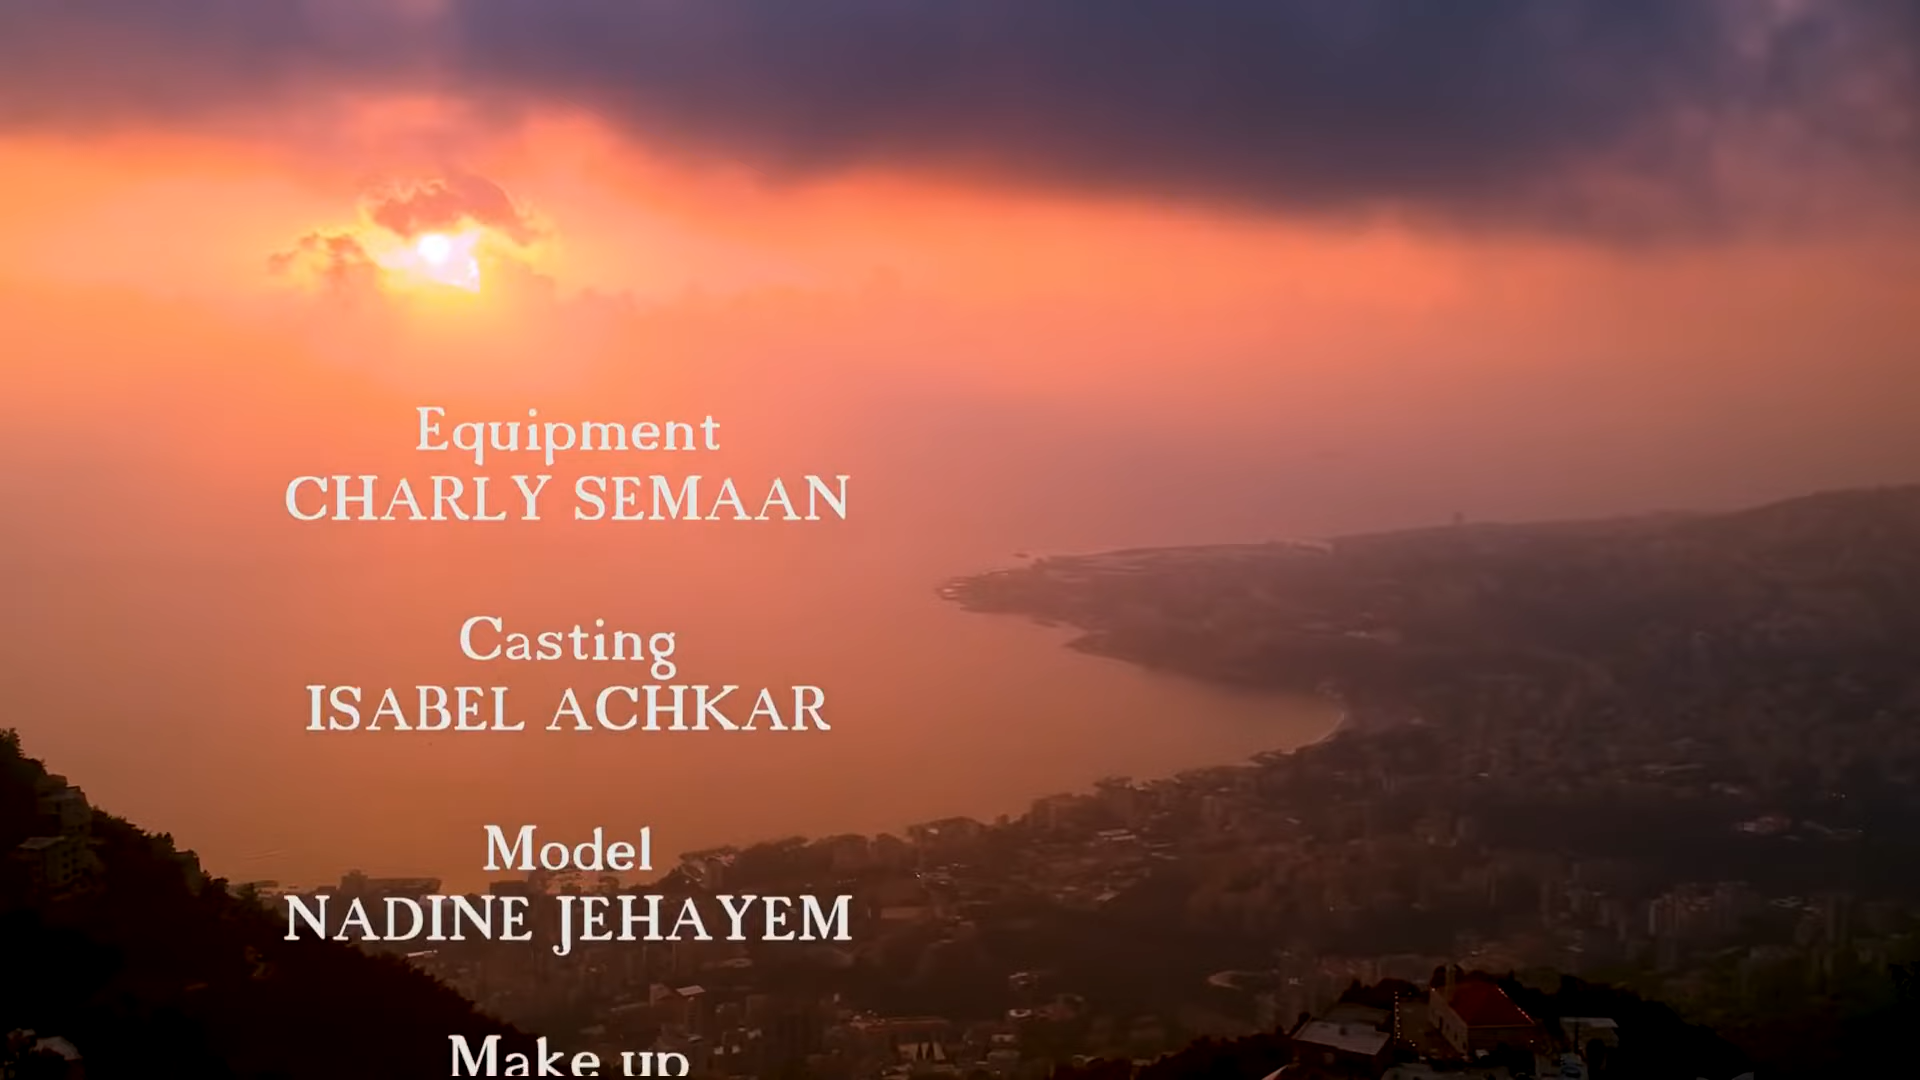 Equipment
CHARLY SEMAAN
Casting
ISABEL ACHKAR
Model
NADINE JEHAYEM
Make up